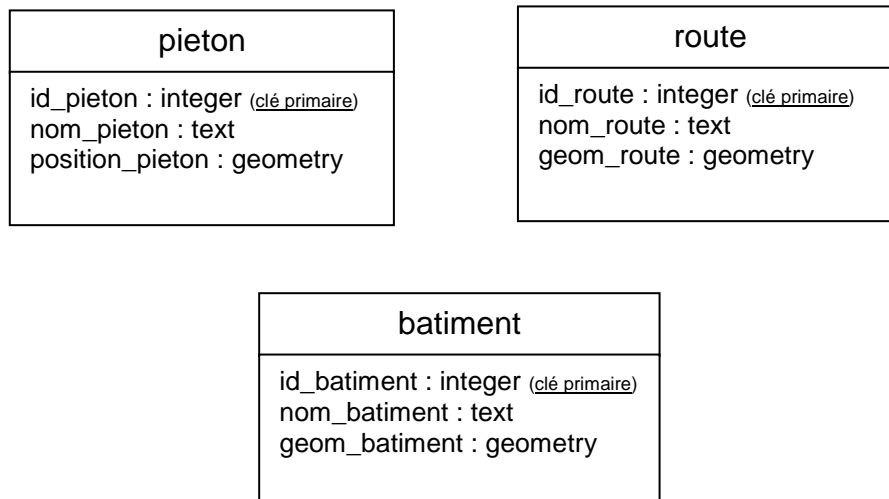 pieton
id_pieton : integer (clé primaire)
nom_pieton : text
position_pieton : geometry
route
id_route : integer (clé primaire)
nom_route : text
geom_route : geometry
batiment
id_batiment : integer (clé primaire)
nom_batiment : text
geom_batiment : geometry